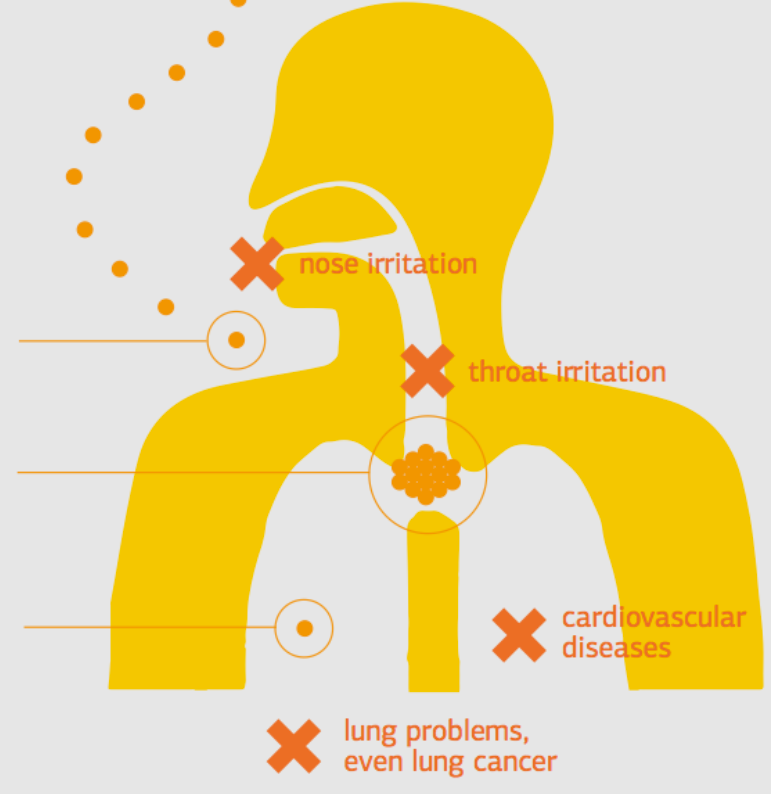 nose irritation
throat irritation
cardiovascular
diseases
lung problems,
even lung cancer